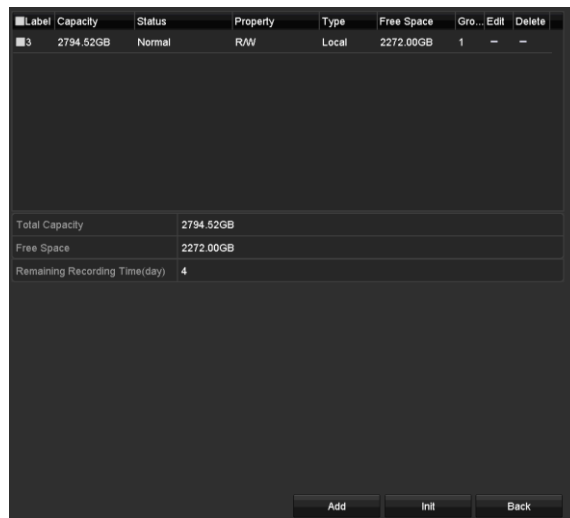 Label Capacity Status Property Type Free Space Gro... Edit Delete
3 2794.52GB Normal R/W Local 2272.00GB 1 – –
Total Capacity 2794.52GB
Free Space 2272.00GB
Remaining Recording Time(day) 4
Add Init Back